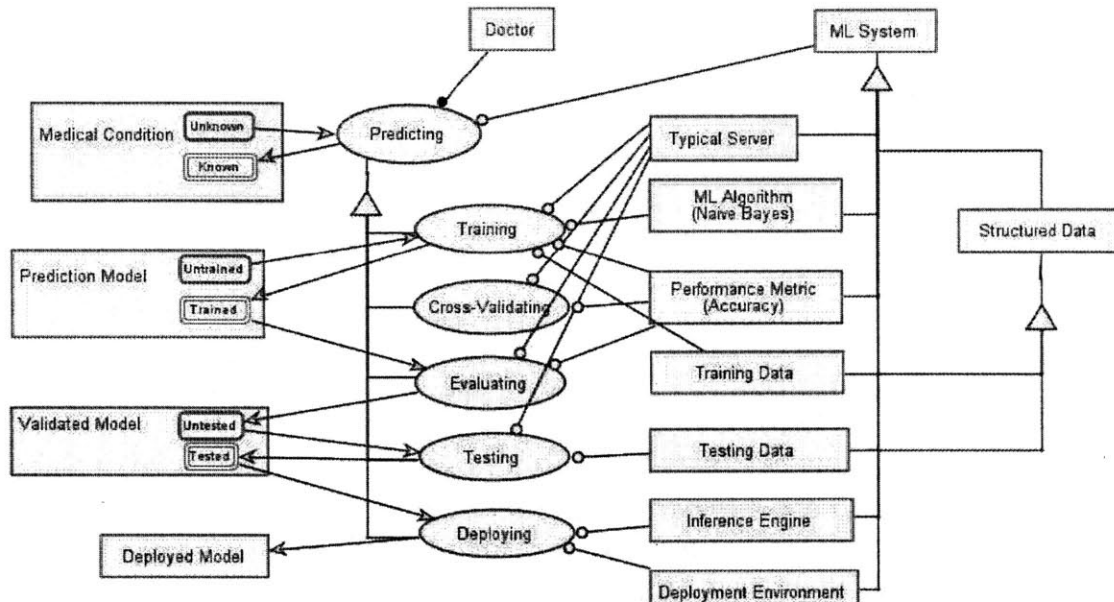 Doctor
ML System
Medical Condition
Unknown
Known
Predicting
Typical Server
ML Algorithm
(Naive Bayes)
Training
Structured Data
Prediction Model
Untrained
Trained
Cross-Validating
Performance Metric
(Accuracy)
Evaluating
Training Data
Validated Model
Untested
Tested
Testing
Testing Data
Deploying
Inference Engine
Deployed Model
Deployment Environment